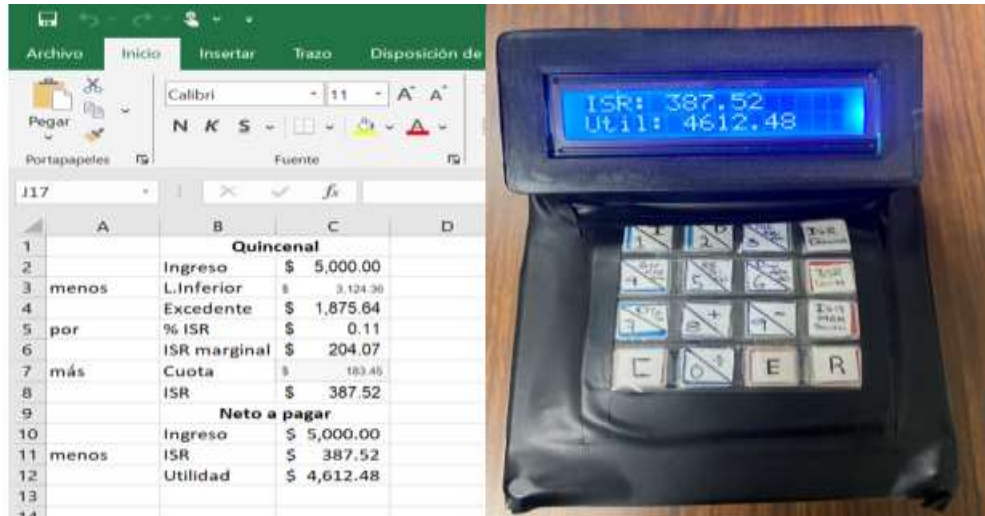 Archivo Inicio Insertar Trazo Disposición de
Calibri 11 A A
Pegar N K S A
Portapapeles Fuente
J17 fx
A B C D
1 Quincenal
2 Ingreso $ 5,000.00
3 menos L.Inferior $ 3,124.36
4 Excedente $ 1,875.64
5 por % ISR $ 0.11
6 ISR marginal $ 204.07
7 más Cuota $ 183.45
8 ISR $ 387.52
9 Neto a pagar
10 Ingreso $ 5,000.00
11 menos ISR $ 387.52
12 Utilidad $ 4,612.48
13
14
ISR: 387.52
Util: 4612.48
1 2 3 ISR
4 5 6 ISR
7 8 + 9 -
C 0 E R